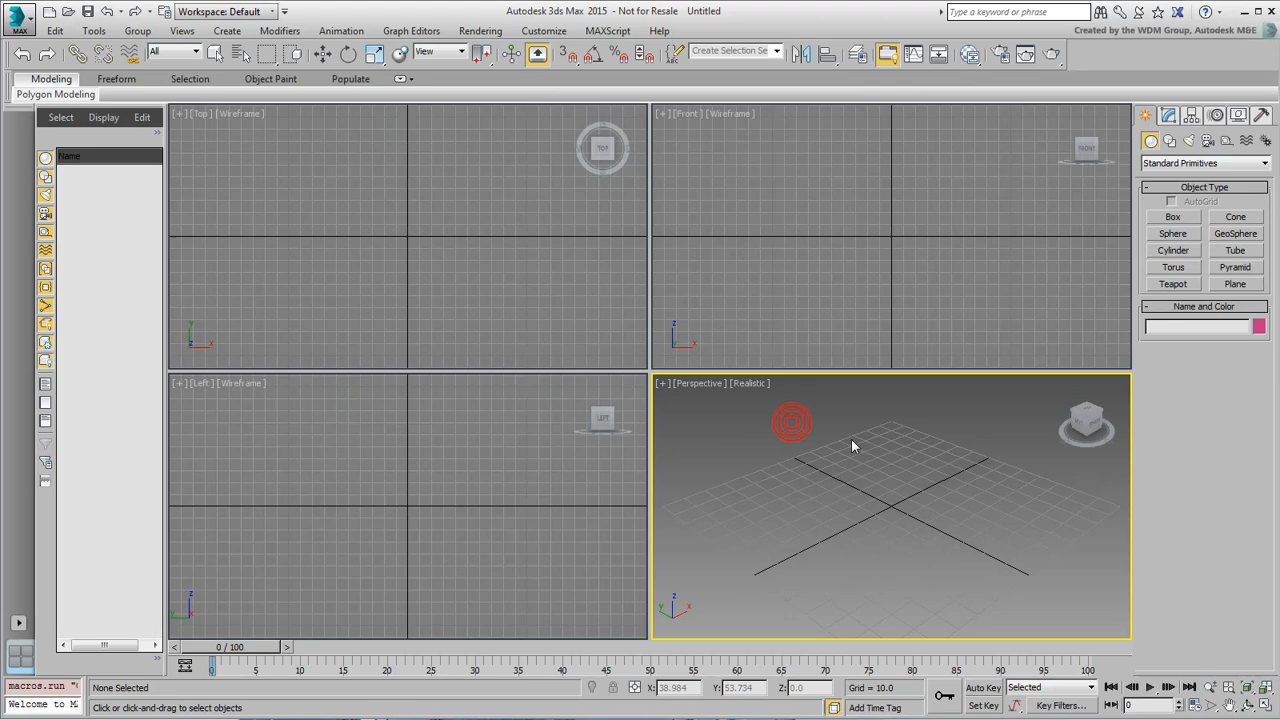 Workspace: Default
Autodesk 3ds Max 2015 - Not for Resale Untitled
Type a keyword or phrase
MAX
Edit Tools Group Views Create Modifiers Animation Graph Editors Rendering Customize MAXScript Help
Created by the WDM Group, Autodesk M&E
All
View
3
Create Selection Se
Modeling Freeform Selection Object Paint Populate
Polygon Modeling
Select Display Edit
Name
[+] [Top] [Wireframe]
TOP
[+] [Front] [Wireframe]
FRONT
Standard Primitives
- Object Type
AutoGrid
Box Cone
Sphere GeoSphere
Cylinder Tube
Torus Pyramid
Teapot Plane
- Name and Color
y
z
x
z
x
[+] [Left] [Wireframe]
LEFT
[+] [Perspective] [Realistic]
z
z
y
x
< 0 / 100 >
0 5 10 15 20 25 30 35 40 45 50 55 60 65 70 75 80 85 90 95 100
macros.run "
None Selected
X: 38.984 Y: 53.734 Z: 0.0
Grid = 10.0
Auto Key
Selected
Welcome to M
Click or click-and-drag to select objects
Add Time Tag
Set Key
Key Filters...
0